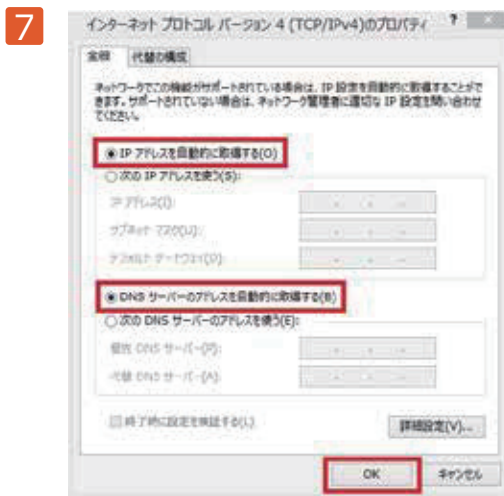 7
インターネット プロトコル バージョン 4 (TCP/IPv4)のプロパティ
?
全般 代替の構成
ネットワークでこの機能がサポートされている場合は、IP 設定を自動的に取得することがで
きます。サポートされていない場合は、ネットワーク管理者に適切な IP 設定を問い合わせ
てください。
IP アドレスを自動的に取得する(O)
次の IP アドレスを使う(S):
IP アドレス(I):
サブネット マスク(U):
デフォルト ゲートウェイ(D):
DNS サーバーのアドレスを自動的に取得する(B)
次の DNS サーバーのアドレスを使う(E):
優先 DNS サーバー(P):
代替 DNS サーバー(A):
終了時に設定を検証する(L)
詳細設定(V)...
OK キャンセル